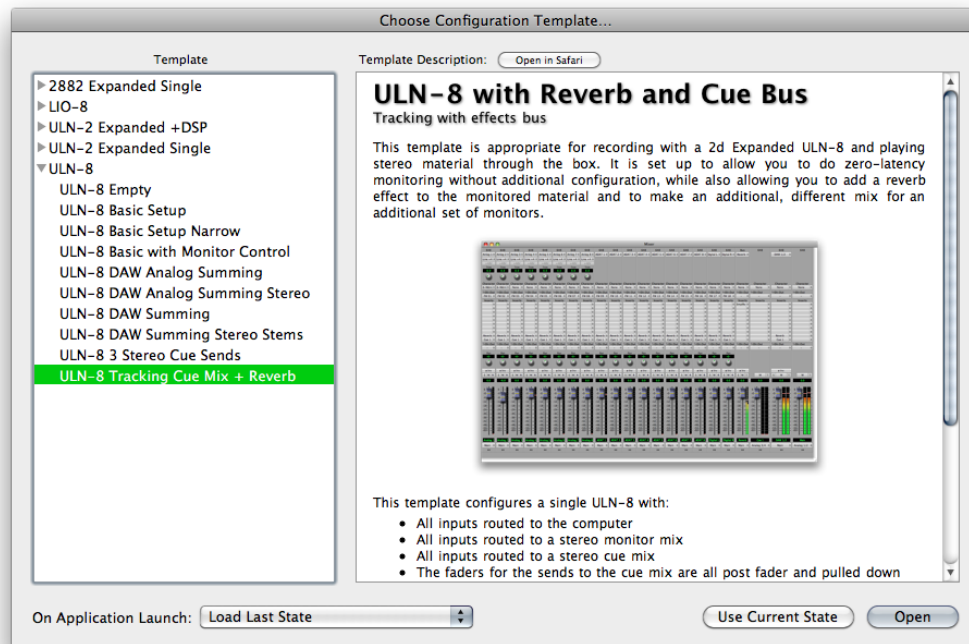 Choose Configuration Template...
Template
2882 Expanded Single
LIO-8
ULN-2 Expanded +DSP
ULN-2 Expanded Single
ULN-8
ULN-8 Empty
ULN-8 Basic Setup
ULN-8 Basic Setup Narrow
ULN-8 Basic with Monitor Control
ULN-8 DAW Analog Summing
ULN-8 DAW Analog Summing Stereo
ULN-8 DAW Summing
ULN-8 DAW Summing Stereo Stems
ULN-8 3 Stereo Cue Sends
ULN-8 Tracking Cue Mix + Reverb
Template Description:
Open in Safari
ULN-8 with Reverb and Cue Bus
Tracking with effects bus
This template is appropriate for recording with a 2d Expanded ULN-8 and playing
stereo material through the box. It is set up to allow you to do zero-latency
monitoring without additional configuration, while also allowing you to add a reverb
effect to the monitored material and to make an additional, different mix for an
additional set of monitors.
This template configures a single ULN-8 with:
• All inputs routed to the computer
• All inputs routed to a stereo monitor mix
• All inputs routed to a stereo cue mix
• The faders for the sends to the cue mix are all post fader and pulled down
On Application Launch:
Load Last State
Use Current State
Open